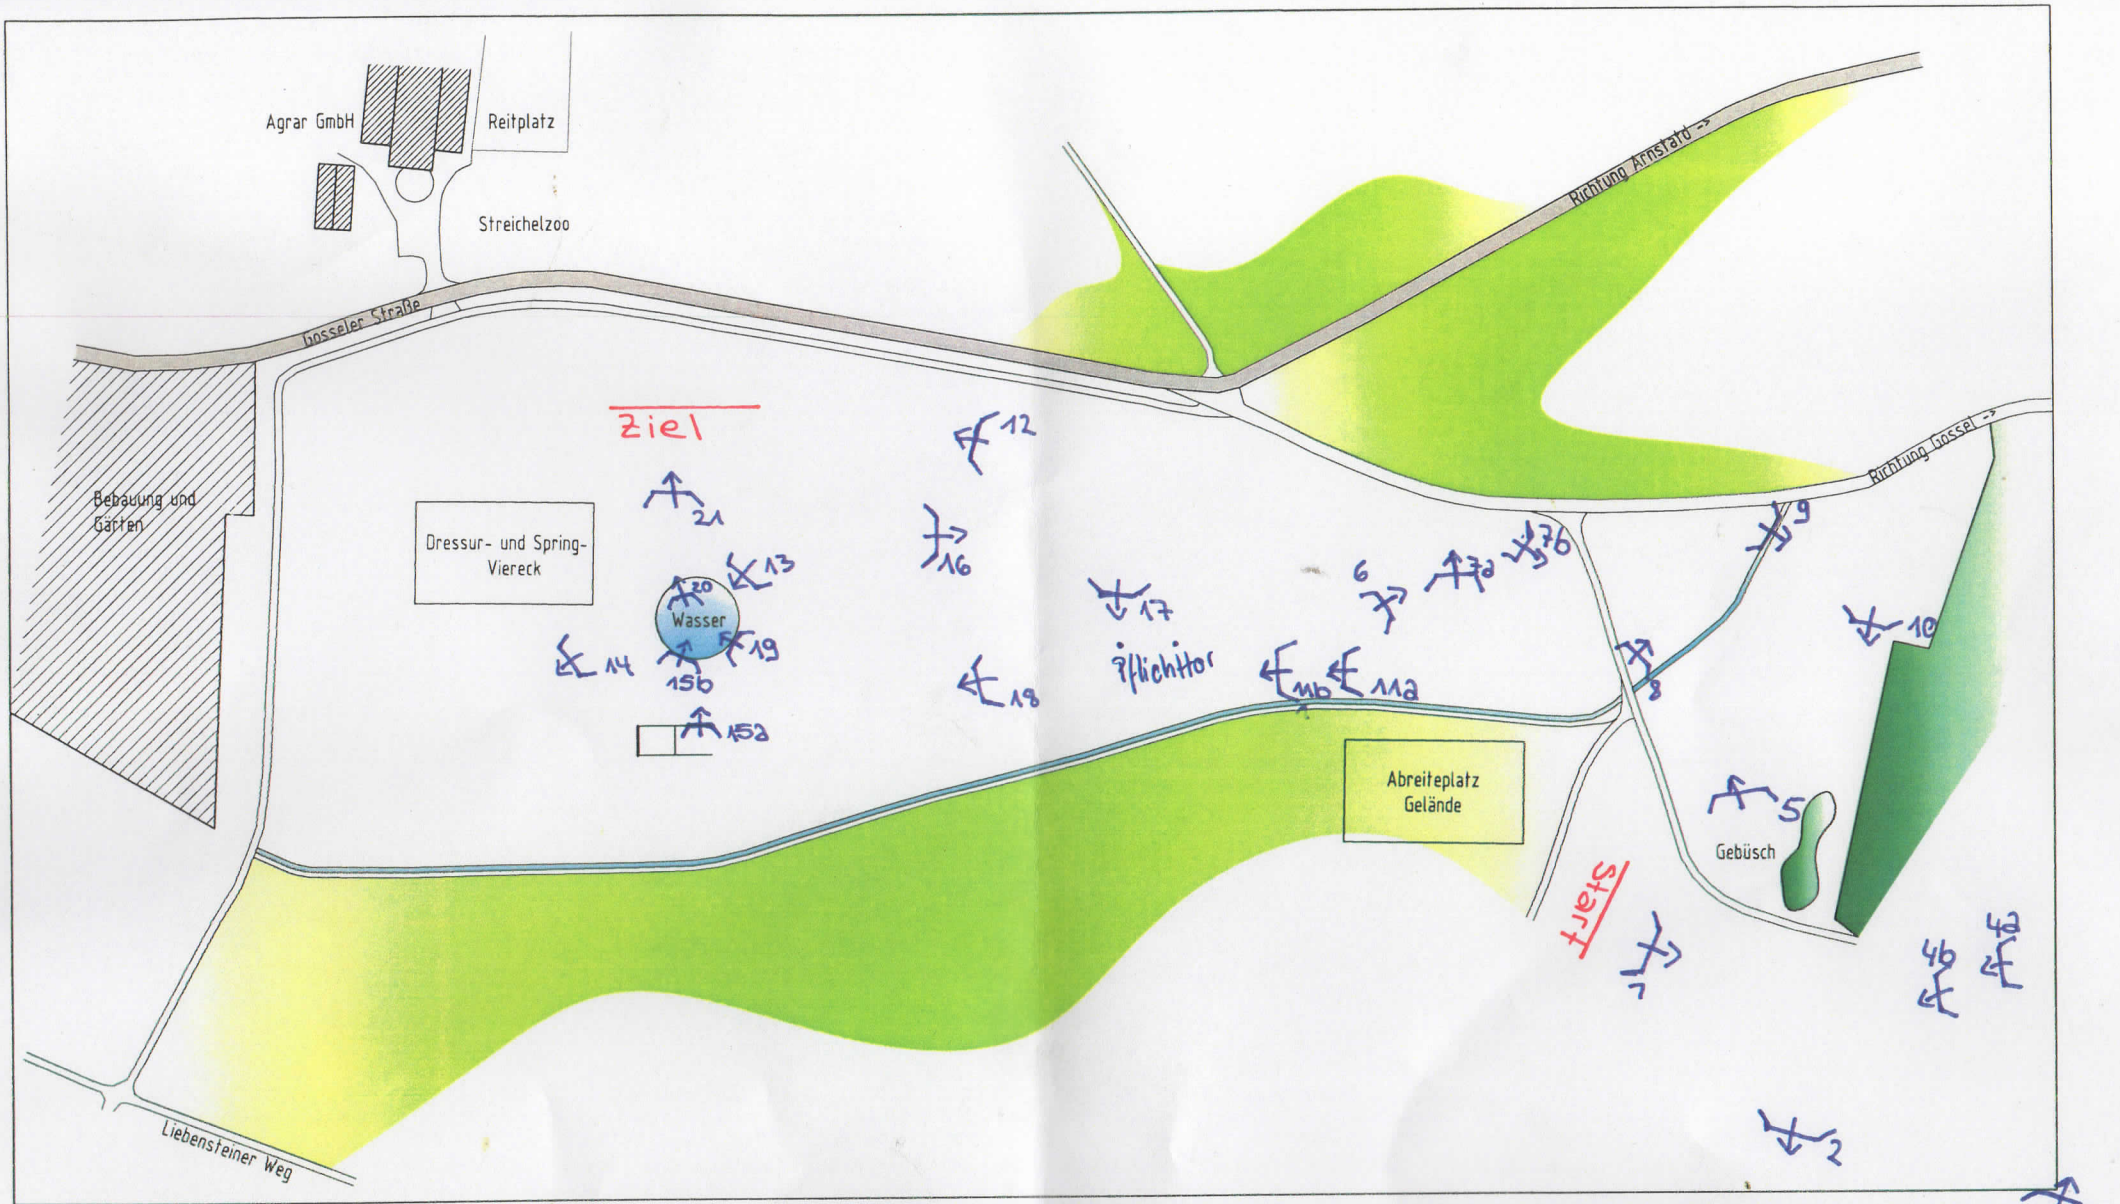 Agrar GmbH
Reitplatz
Streichelzoo
Richtung Arnstatd ->
Gosseler Straße
Richtung Gossel ->
Ziel
12
Bebauung und
Gärten
21
Dressur- und Spring-
Viereck
13
16
9
7b
7a
6
20
Wasser
17
10
14
19
15b
Pflichttor
18
11b
11a
8
15a
Abreiteplatz
Gelände
5
Gebüsch
Start
1
4a
4b
2
Liebensteiner Weg